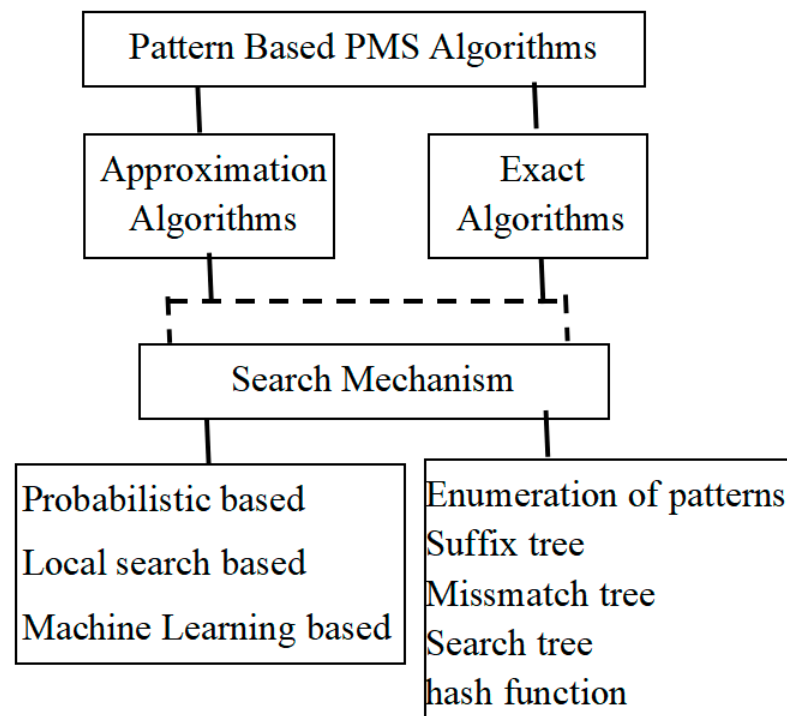 Pattern Based PMS Algorithms
Approximation
Algorithms
Exact
Algorithms
Search Mechanism
Probabilistic based
Local search based
Machine Learning based
Enumeration of patterns
Suffix tree
Missmatch tree
Search tree
hash function